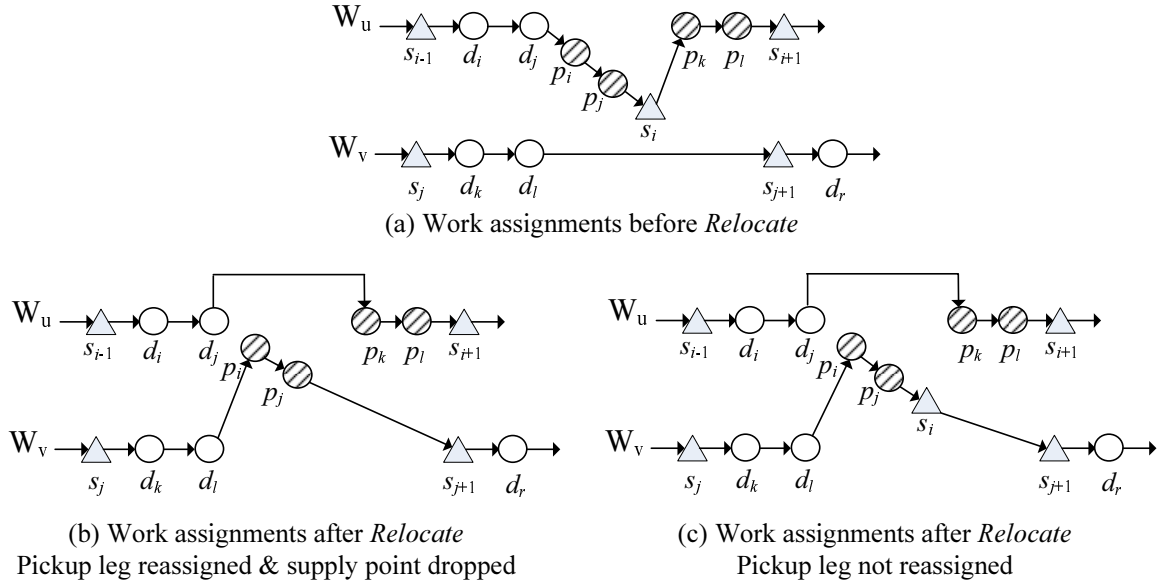 W_u
s_{i-1} d_i d_j p_i p_j s_i p_k p_l s_{i+1}
W_v
s_j d_k d_l s_{j+1} d_r
(a) Work assignments before Relocate
W_u
s_{i-1} d_i d_j p_i p_j p_k p_l s_{i+1}
W_v
s_j d_k d_l s_{j+1} d_r
(b) Work assignments after Relocate
Pickup leg reassigned & supply point dropped
W_u
s_{i-1} d_i d_j p_i p_j s_i p_k p_l s_{i+1}
W_v
s_j d_k d_l s_{j+1} d_r
(c) Work assignments after Relocate
Pickup leg not reassigned